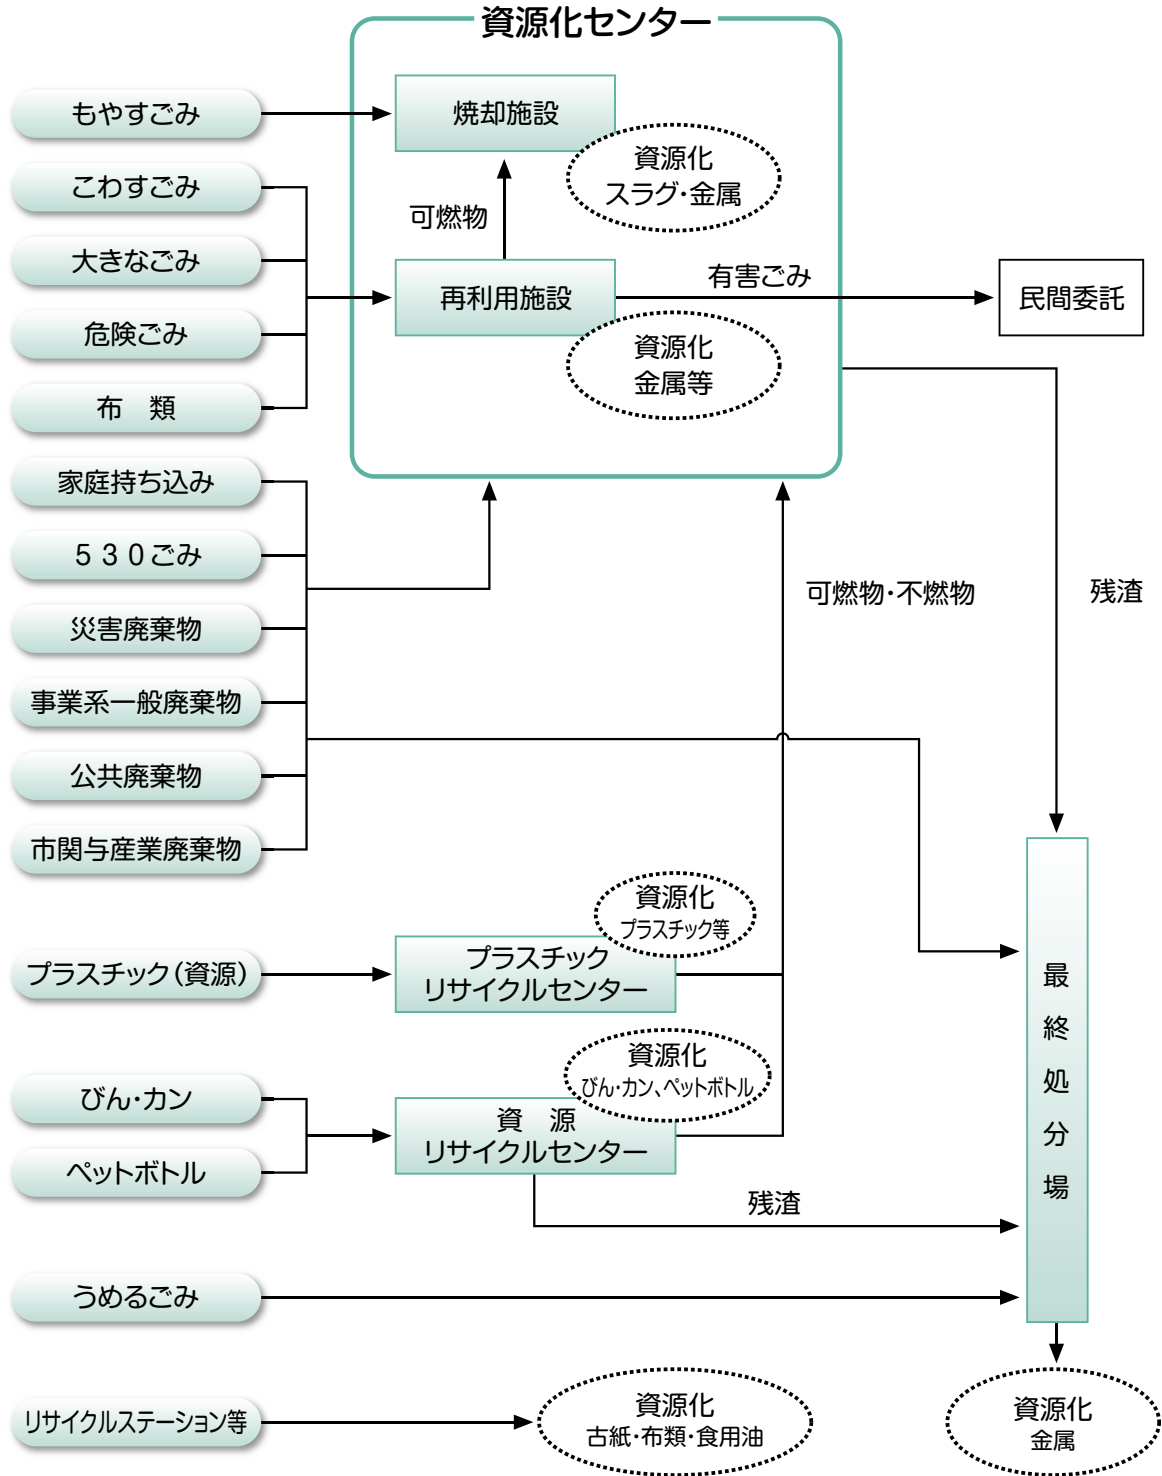 資源化センター
もやすごみ
焼却施設
資源化
スラグ・金属
こわすごみ
可燃物
大きなごみ
再利用施設
有害ごみ
民間委託
資源化
金属等
危険ごみ
布　類
家庭持ち込み
５３０ごみ
可燃物・不燃物
残渣
災害廃棄物
事業系一般廃棄物
公共廃棄物
市関与産業廃棄物
資源化
プラスチック等
プラスチック（資源）
プラスチック
リサイクルセンター
最
終
処
分
場
資源化
びん・カン、ペットボトル
びん・カン
資　源
リサイクルセンター
ペットボトル
残渣
うめるごみ
リサイクルステーション等
資源化
古紙・布類・食用油
資源化
金属